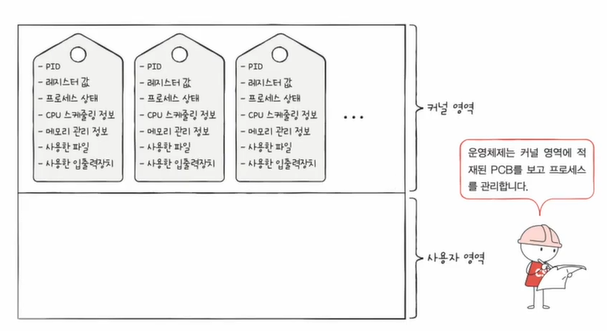 - PID
- 레지스터 값
- 프로세스 상태
- CPU 스케줄링 정보
- 메모리 관리 정보
- 사용한 파일
- 사용한 입출력장치
- PID
- 레지스터 값
- 프로세스 상태
- CPU 스케줄링 정보
- 메모리 관리 정보
- 사용한 파일
- 사용한 입출력장치
- PID
- 레지스터 값
- 프로세스 상태
- CPU 스케줄링 정보
- 메모리 관리 정보
- 사용한 파일
- 사용한 입출력장치
...
커널 영역
운영체제는 커널 영역에 적
재된 PCB를 보고 프로세스
를 관리합니다.
사용자 영역